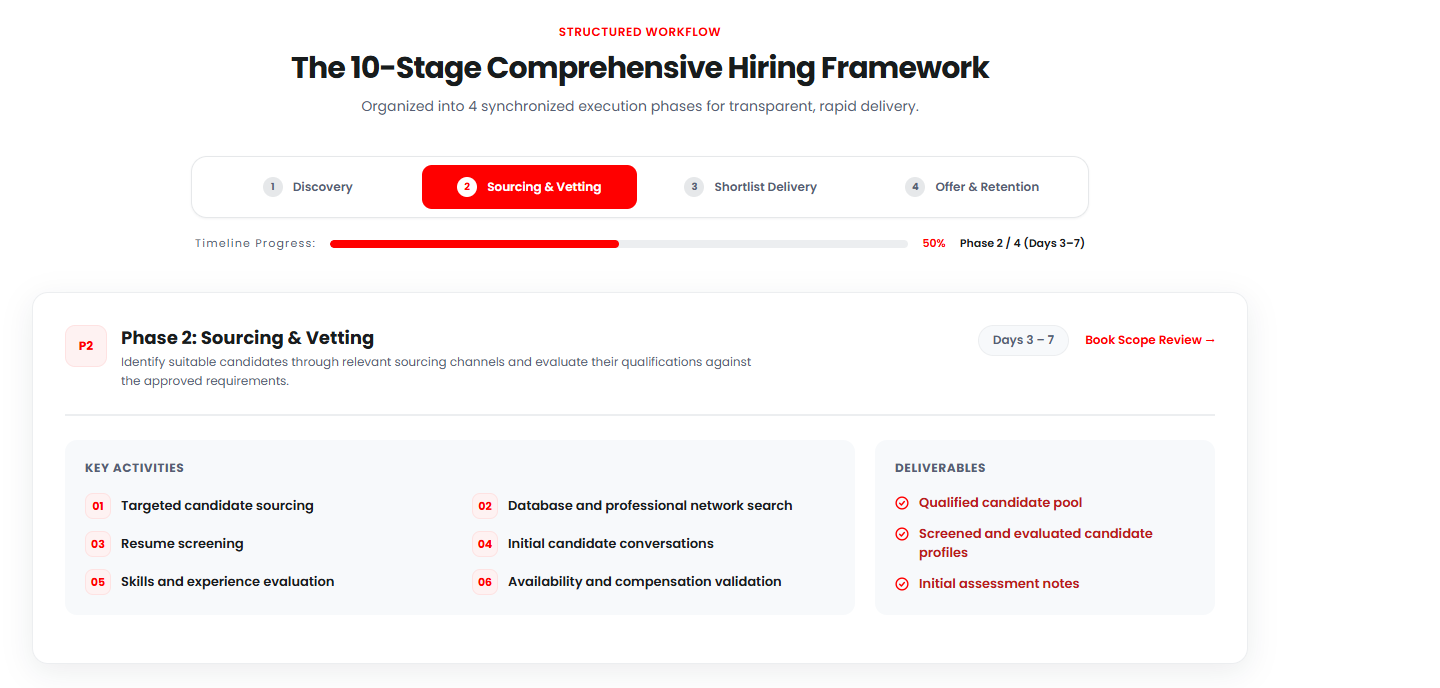 STRUCTURED WORKFLOW
The 10-Stage Comprehensive Hiring Framework
Organized into 4 synchronized execution phases for transparent, rapid delivery.
1 Discovery
2 Sourcing & Vetting
3 Shortlist Delivery
4 Offer & Retention
Timeline Progress: 50% Phase 2 / 4 (Days 3–7)
P2
Phase 2: Sourcing & Vetting
Identify suitable candidates through relevant sourcing channels and evaluate their qualifications against
the approved requirements.
Days 3 – 7
Book Scope Review →
KEY ACTIVITIES
01 Targeted candidate sourcing
02 Database and professional network search
03 Resume screening
04 Initial candidate conversations
05 Skills and experience evaluation
06 Availability and compensation validation
DELIVERABLES
Qualified candidate pool
Screened and evaluated candidate
profiles
Initial assessment notes